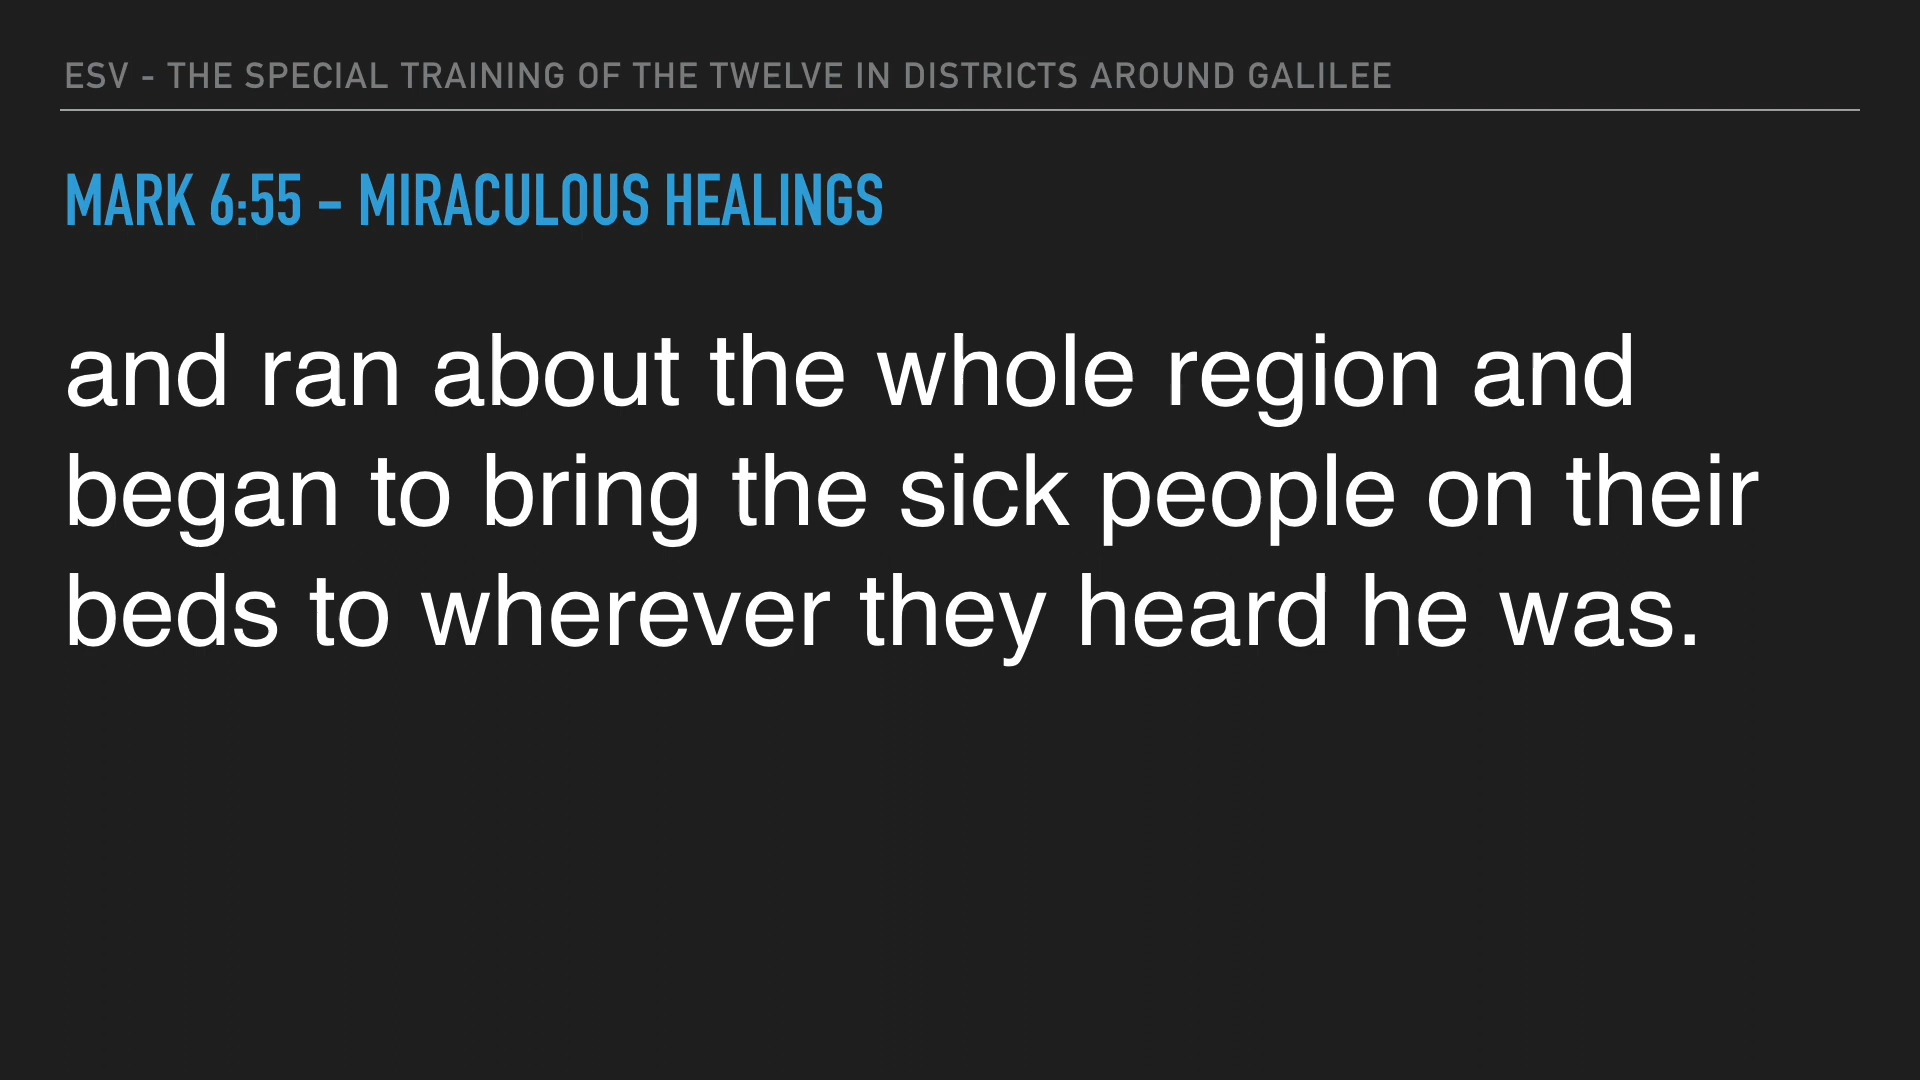 ESV - THE SPECIAL TRAINING OF THE TWELVE IN DISTRICTS AROUND GALILEE
MARK 6:55 – MIRACULOUS HEALINGS
and ran about the whole region and
began to bring the sick people on their
beds to wherever they heard he was.